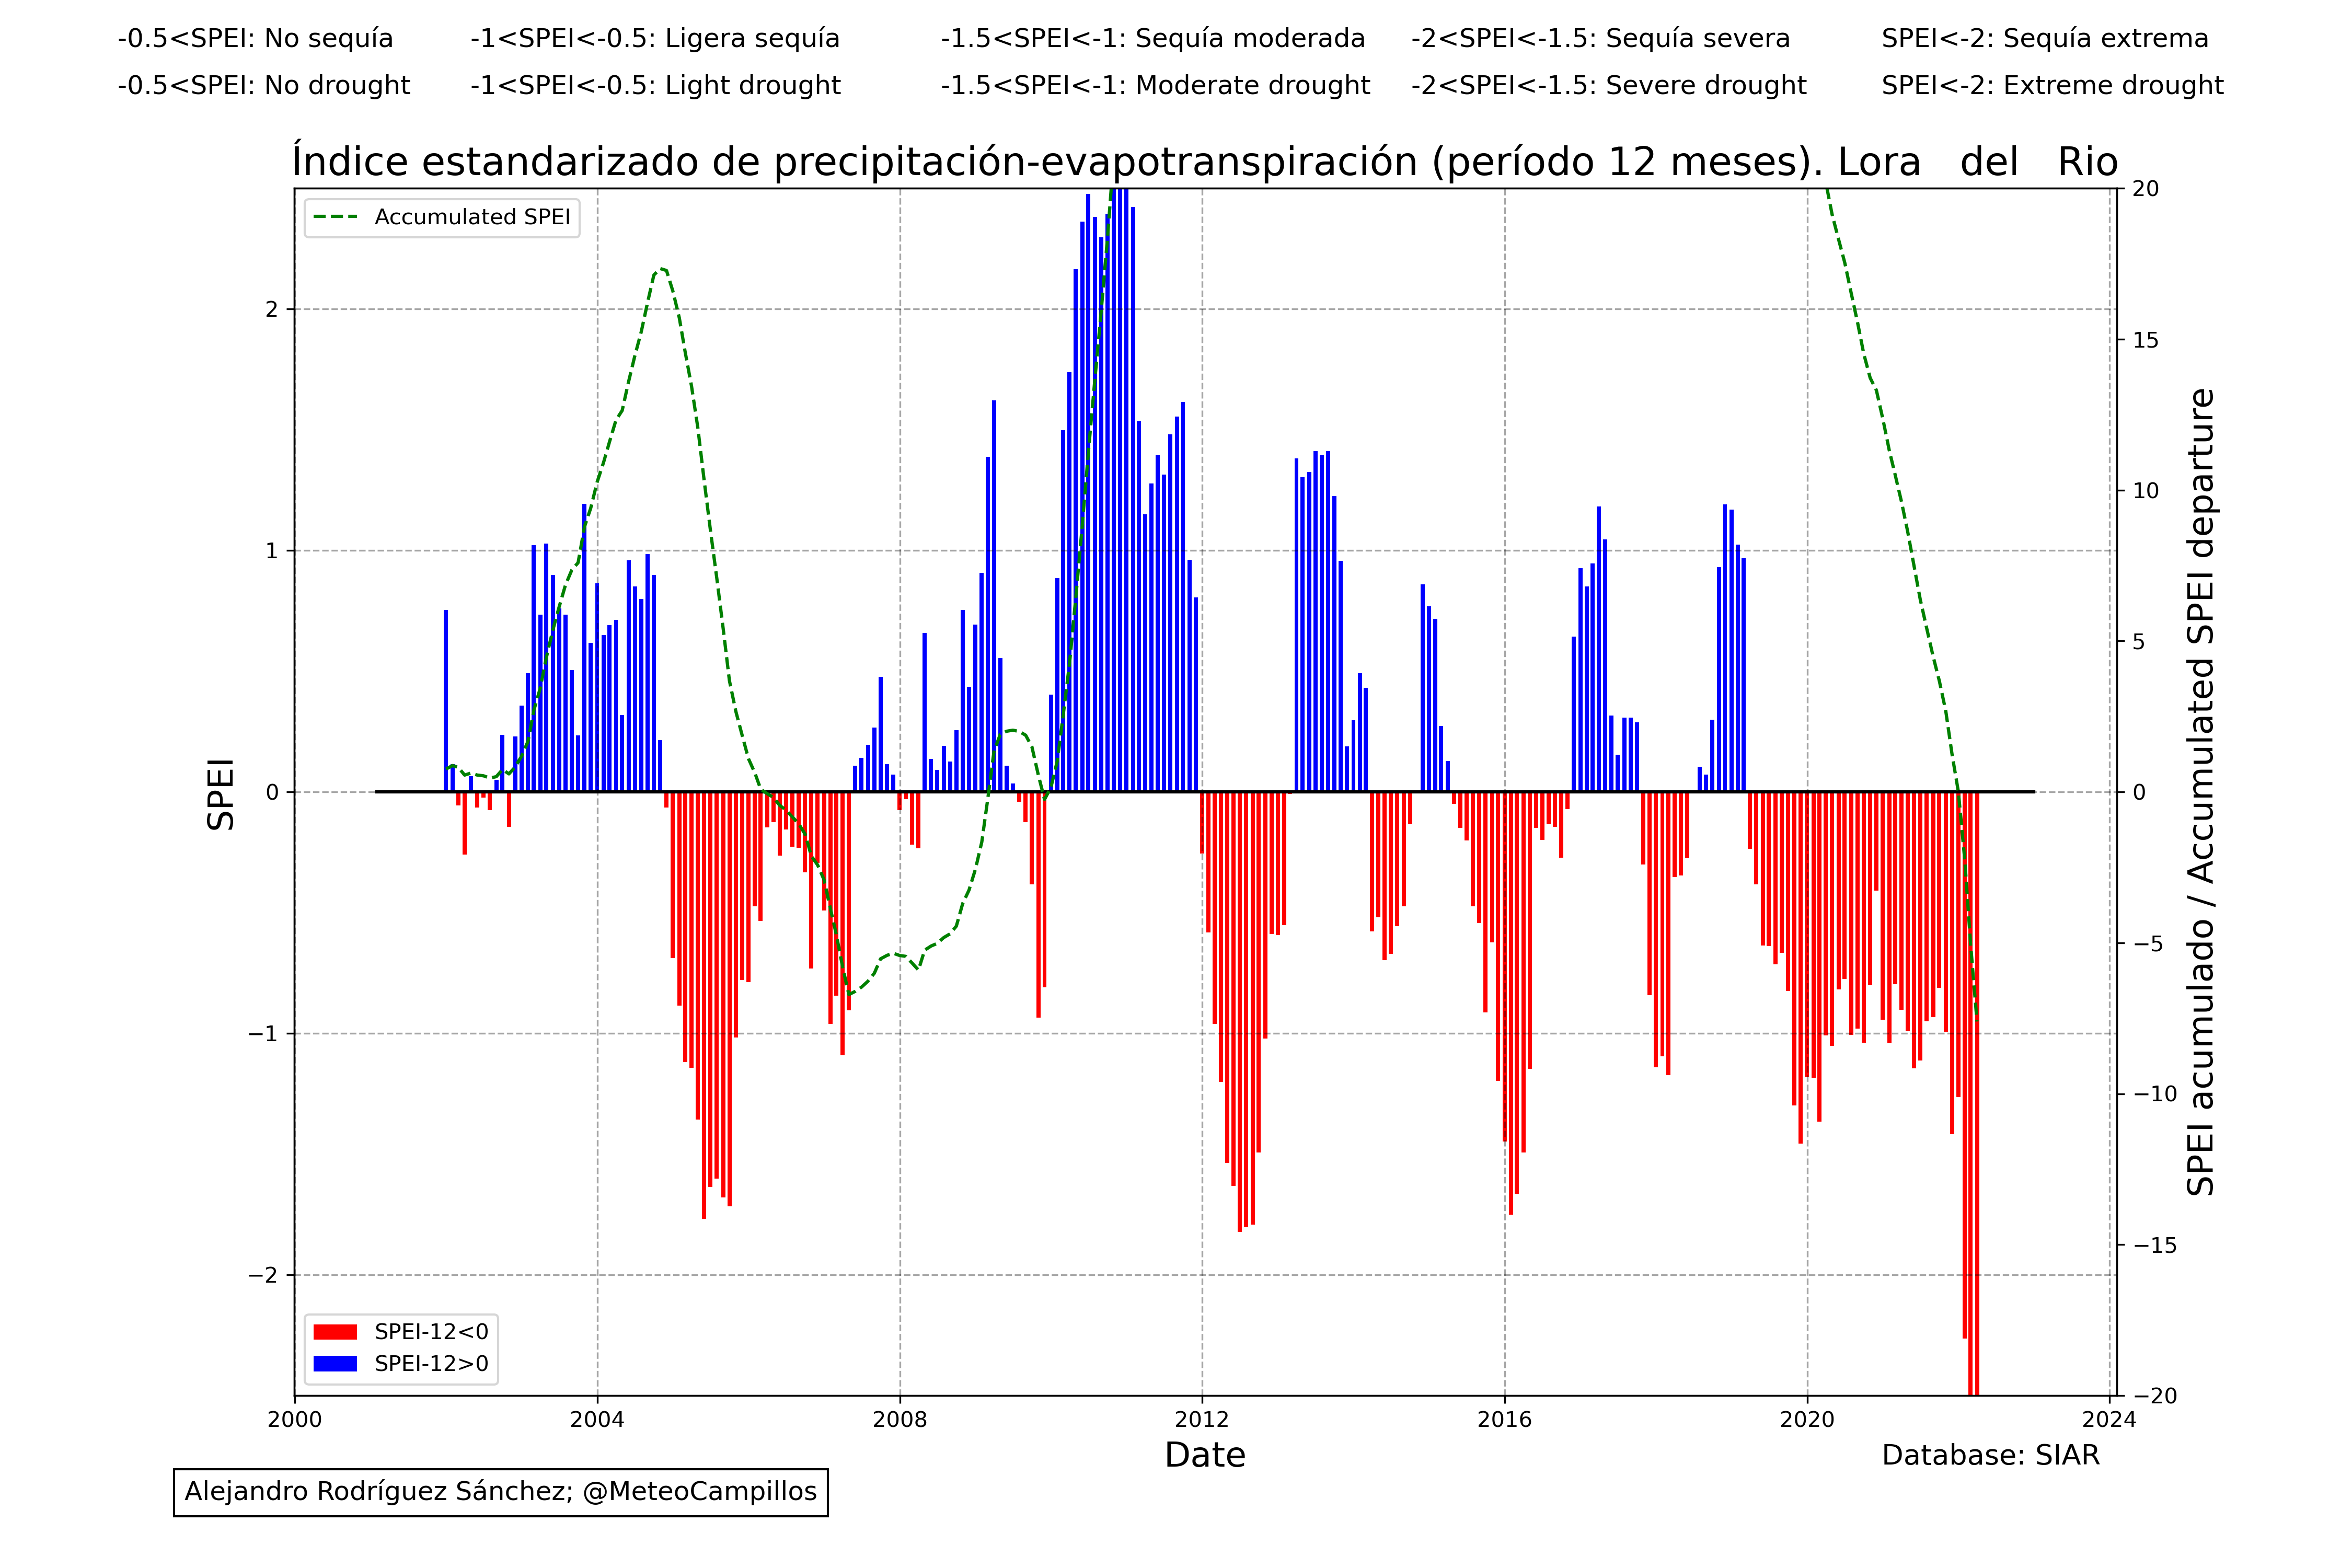 -0.5<SPEI: No sequía -1<SPEI<-0.5: Ligera sequía -1.5<SPEI<-1: Sequía moderada -2<SPEI<-1.5: Sequía severa SPEI<-2: Sequía extrema
-0.5<SPEI: No drought -1<SPEI<-0.5: Light drought -1.5<SPEI<-1: Moderate drought -2<SPEI<-1.5: Severe drought SPEI<-2: Extreme drought
Índice estandarizado de precipitación-evapotranspiración (período 12 meses). Lora del Rio
Accumulated SPEI
2
1
0
−1
−2
SPEI
20
15
10
5
0
−5
−10
−15
−20
SPEI acumulado / Accumulated SPEI departure
SPEI-12<0
SPEI-12>0
2000 2004 2008 2012 2016 2020 2024
Date
Database: SIAR
Alejandro Rodríguez Sánchez; @MeteoCampillos